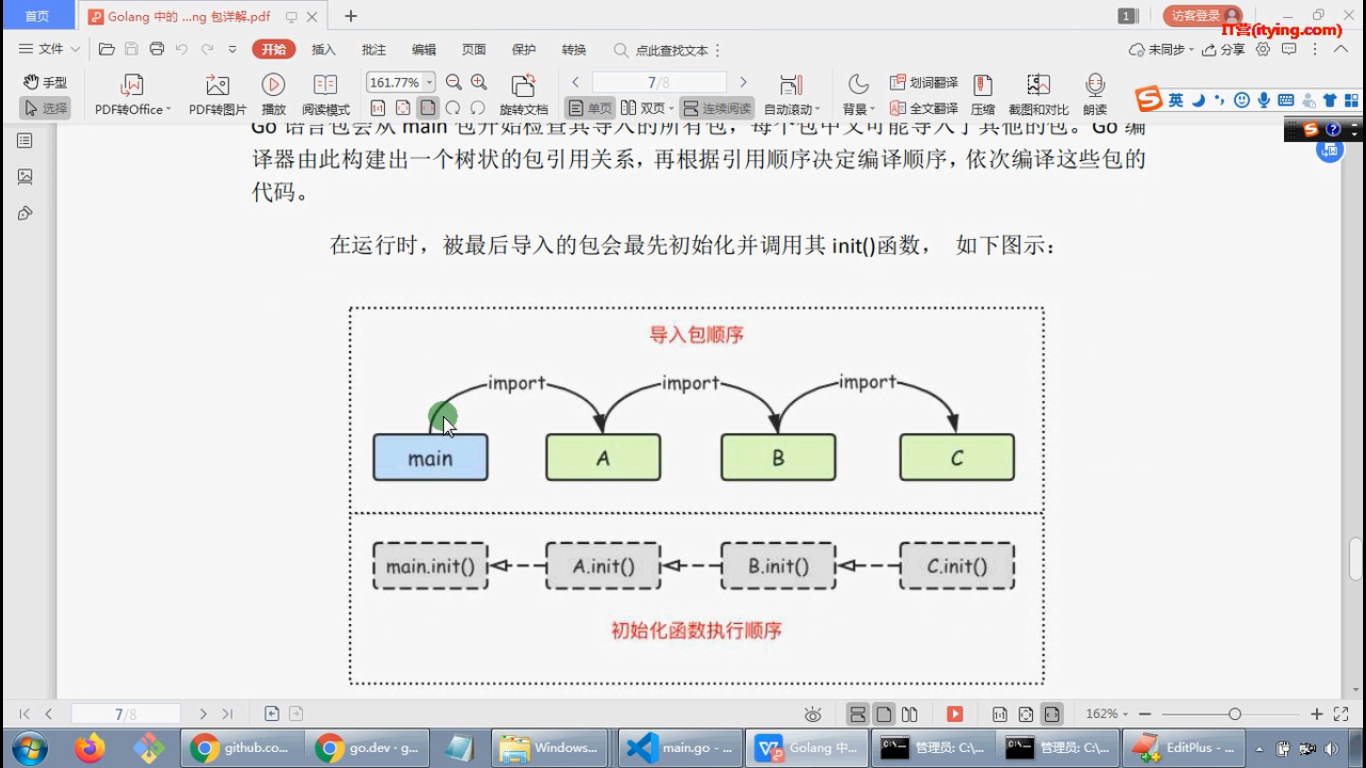 首页
Golang 中的 ...ng 包详解.pdf
1
访客登录
IT营(itying.com)
文件
开始
插入
批注
编辑
页面
保护
转换
点此查找文本
未同步
分享
手型
选择
PDF转Office
PDF转图片
播放
阅读模式
161.77%
旋转文档
7/8
单页
双页
连续阅读
自动滚动
背景
划词翻译
全文翻译
压缩
截图和对比
朗读
英
Go 语言包会从 main 包开始检查其导入的所有包，每个包中又可能导入了其他的包。Go 编
译器由此构建出一个树状的包引用关系，再根据引用顺序决定编译顺序，依次编译这些包的
代码。
在运行时，被最后导入的包会最先初始化并调用其 init()函数， 如下图示：
导入包顺序
import import import
main A B C
main.init() A.init() B.init() C.init()
初始化函数执行顺序
7/8
162%
github.co...
go.dev · g...
Windows...
main.go - ...
Golang 中...
管理员: C:\...
管理员: C:\...
EditPlus - ...